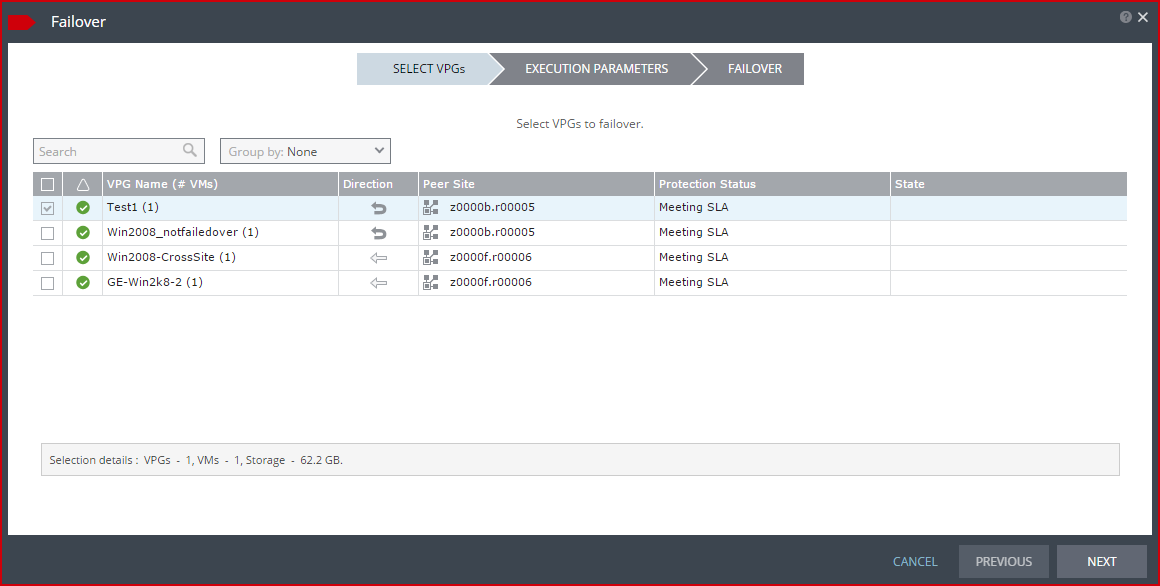 Failover
SELECT VPGs EXECUTION PARAMETERS FAILOVER
Select VPGs to failover.
Search Group by: None
VPG Name (# VMs) Direction Peer Site Protection Status State
Test1 (1) z0000b.r00005 Meeting SLA
Win2008_notfailedover (1) z0000b.r00005 Meeting SLA
Win2008-CrossSite (1) z0000f.r00006 Meeting SLA
GE-Win2k8-2 (1) z0000f.r00006 Meeting SLA
Selection details : VPGs - 1, VMs - 1, Storage - 62.2 GB.
CANCEL PREVIOUS NEXT